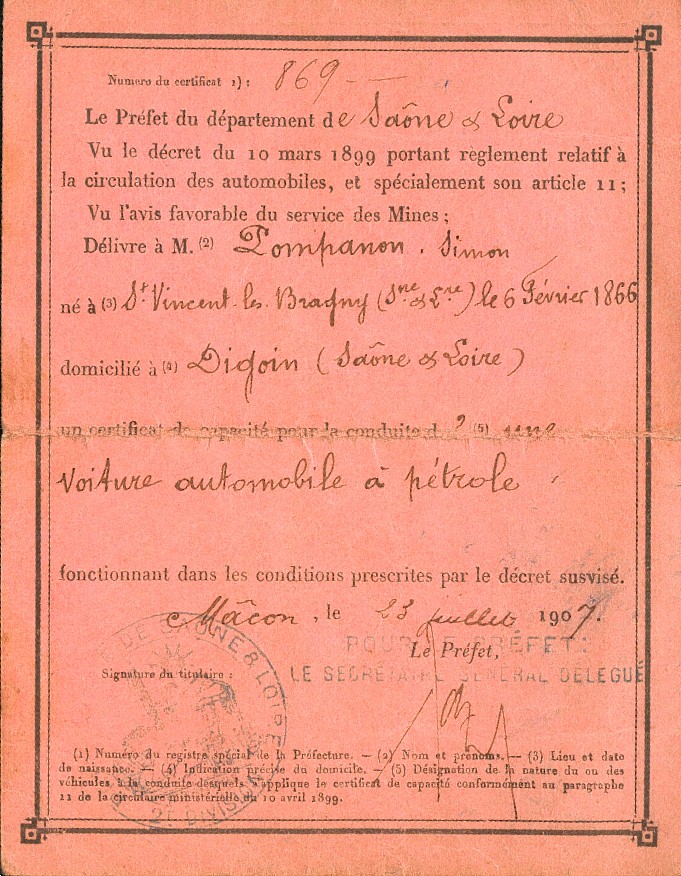 Numero du certificat 1) : 869
Le Préfet du département de Saône & Loire
Vu le décret du 10 mars 1899 portant règlement relatif à
la circulation des automobiles, et spécialement son article 11 ;
Vu l'avis favorable du service des Mines ;
Délivre à M. (2) Pompanon. Simon
né à (3) St. Vincent-les-Bragny (Sne & Lre) le 6 Février 1866
domicilié à (4) Digoin (Saône & Loire)
un certificat de capacité pour la conduite d'(5) une
voiture automobile à pétrole
fonctionnant dans les conditions prescrites par le décret susvisé.
Mâcon, le 23 juillet 1907.
POUR LE PRÉFET :
Le Préfet,
LE SECRÉTAIRE GÉNÉRAL DÉLÉGUÉ
Signature du titulaire :
DE SAÔNE & LOIRE
(1) Numéro du registre spécial de la Préfecture. — (2) Nom et prénoms. — (3) Lieu et date
de naissance. — (4) Indication précise du domicile. — (5) Désignation de la nature du ou des
véhicules à la conduite desquels s'applique le certificat de capacité conformément au paragraphe
11 de la circulaire ministérielle du 10 avril 1899.